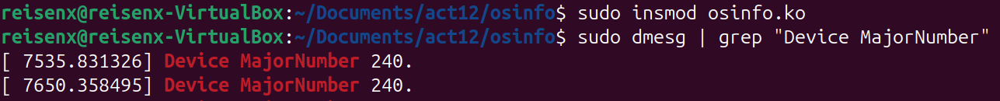 reisenx@reisenx-VirtualBox:~/Documents/act12/osinfo$ sudo insmod osinfo.ko
reisenx@reisenx-VirtualBox:~/Documents/act12/osinfo$ sudo dmesg | grep "Device MajorNumber"
[ 7535.831326] Device MajorNumber 240.
[ 7650.358495] Device MajorNumber 240.